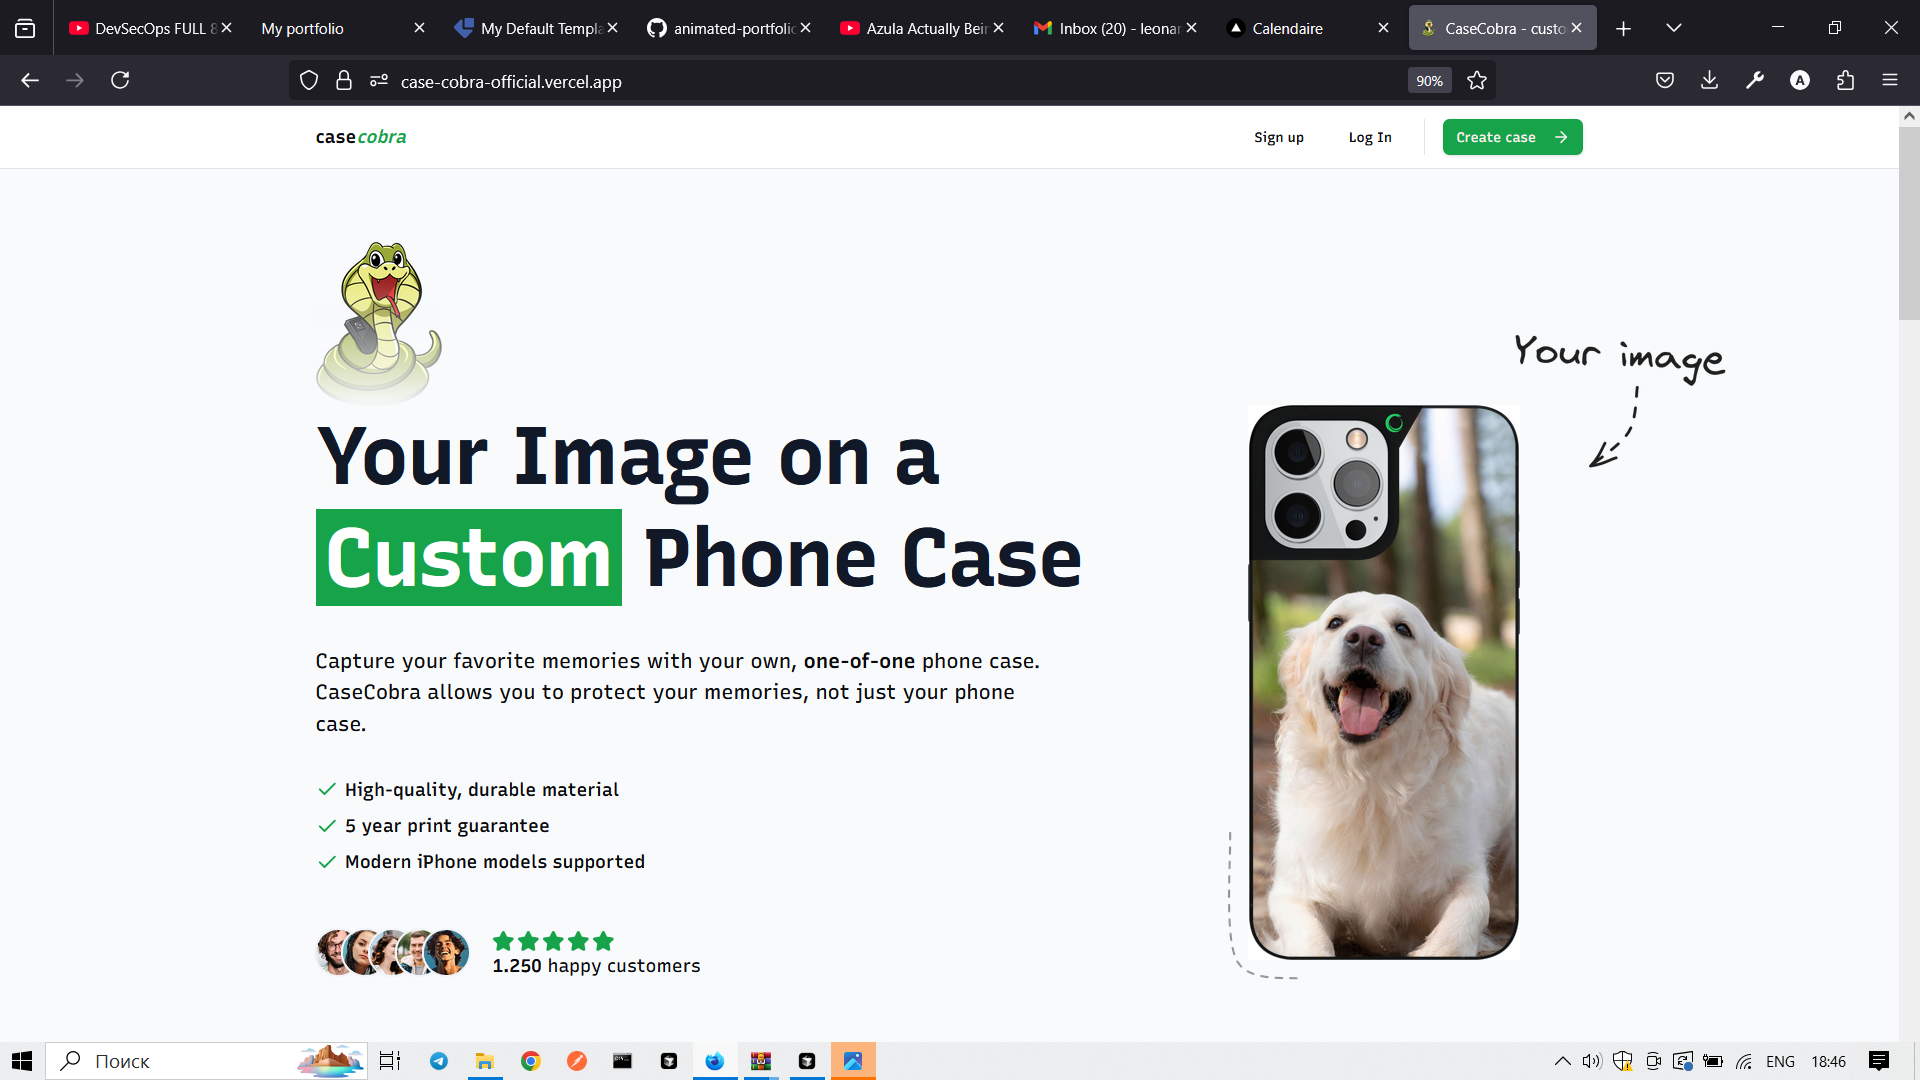 DevSecOps FULL 8
My portfolio
My Default Templa
animated-portfolio
Azula Actually Bein
Inbox (20) - leonar
Calendaire
CaseCobra - custo
case-cobra-official.vercel.app
90%
A
casecobra
Sign up
Log In
Create case
Your image
Your Image on a
Custom Phone Case
Capture your favorite memories with your own, one-of-one phone case.
CaseCobra allows you to protect your memories, not just your phone
case.
High-quality, durable material
5 year print guarantee
Modern iPhone models supported
1.250 happy customers
Поиск
ENG
18:46